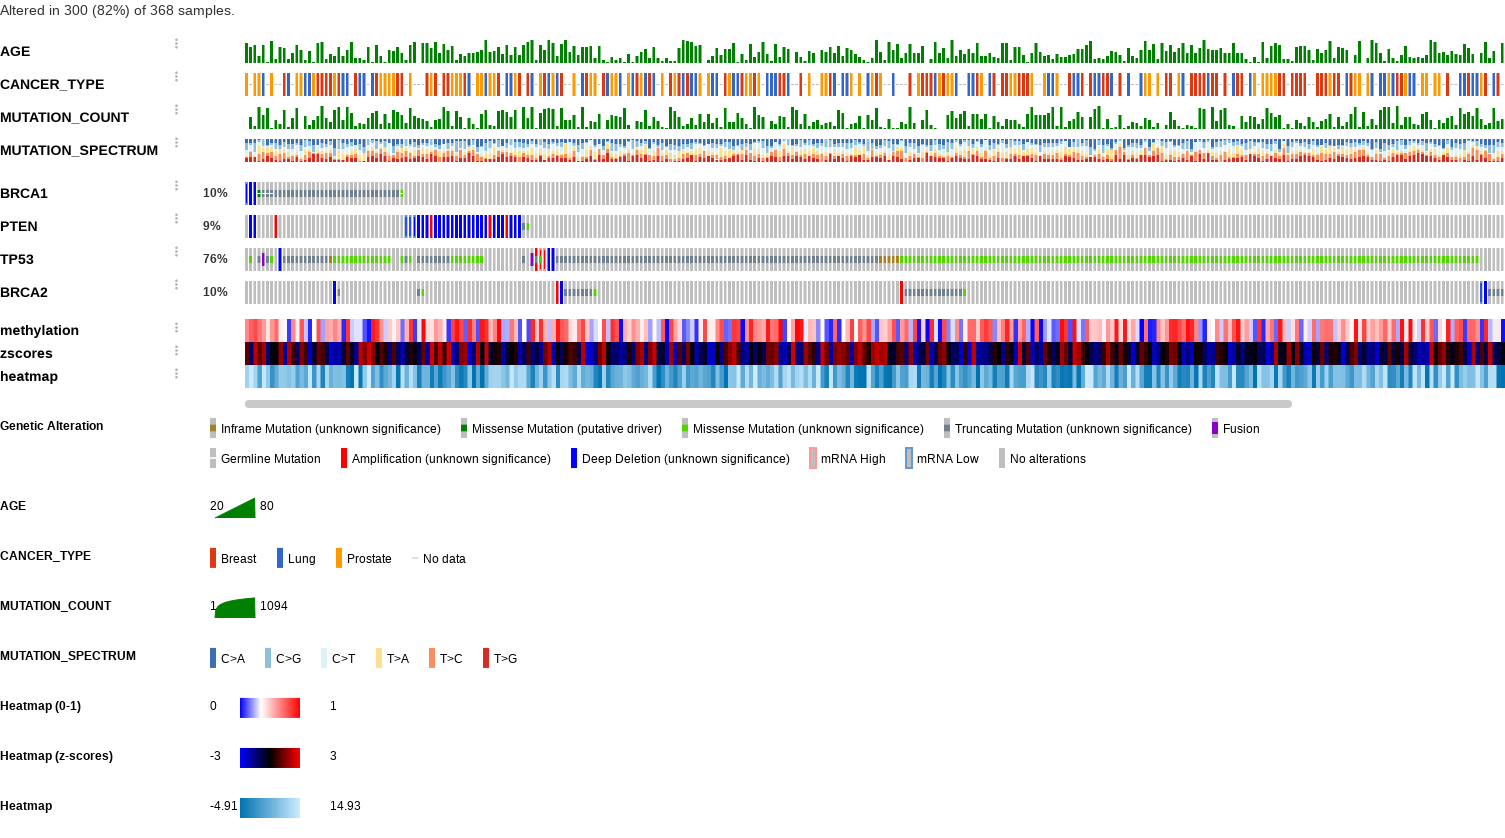 Altered in 300 (82%) of 368 samples.
AGE
CANCER_TYPE
MUTATION_COUNT
MUTATION_SPECTRUM
BRCA1 10%
PTEN 9%
TP53 76%
BRCA2 10%
methylation
zscores
heatmap
Genetic Alteration Inframe Mutation (unknown significance) Missense Mutation (putative driver) Missense Mutation (unknown significance) Truncating Mutation (unknown significance) Fusion
Germline Mutation Amplification (unknown significance) Deep Deletion (unknown significance) mRNA High mRNA Low No alterations
AGE 20 80
CANCER_TYPE Breast Lung Prostate No data
MUTATION_COUNT 1 1094
MUTATION_SPECTRUM C>A C>G C>T T>A T>C T>G
Heatmap (0-1) 0 1
Heatmap (z-scores) -3 3
Heatmap -4.91 14.93